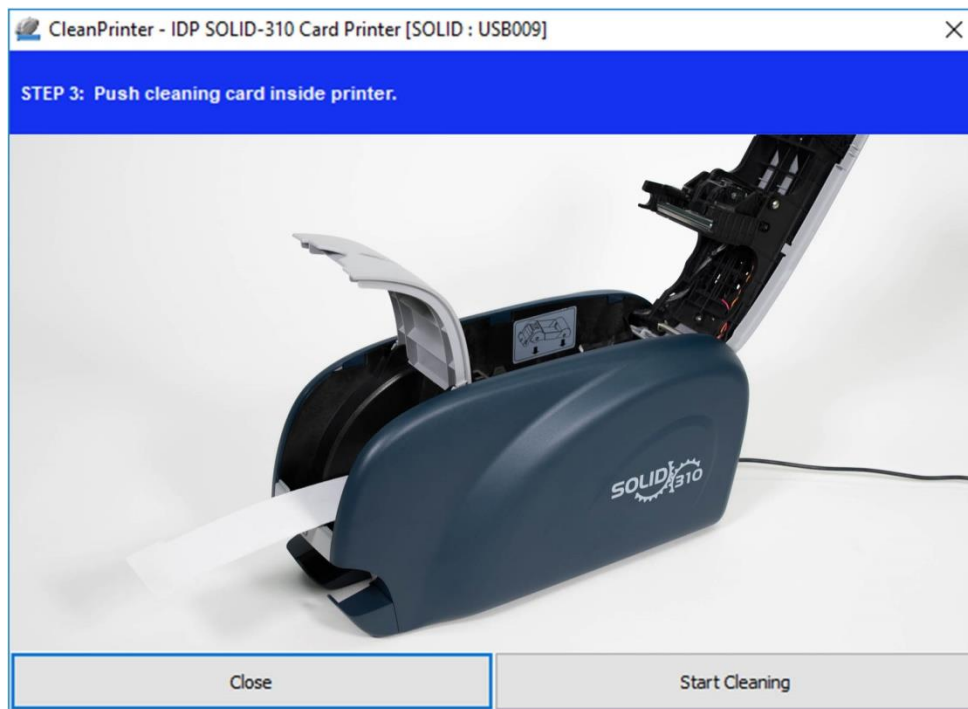 CleanPrinter - IDP SOLID-310 Card Printer [SOLID : USB009]
STEP 3:  Push cleaning card inside printer.
SOLID 310
Close
Start Cleaning